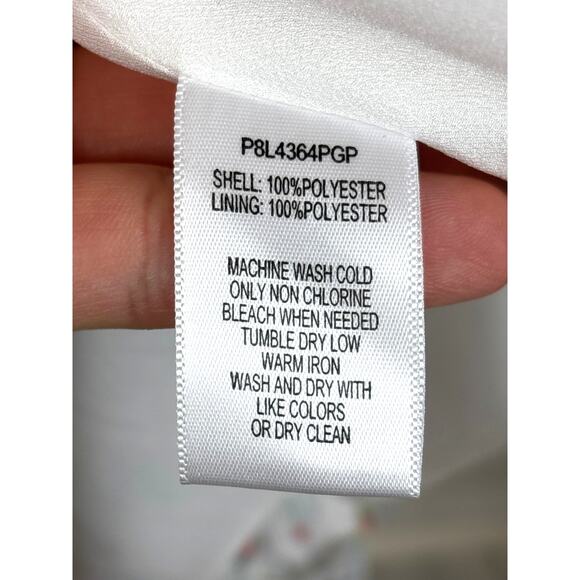 P8L4364PGP
SHELL: 100%POLYESTER
LINING: 100%POLYESTER
MACHINE WASH COLD
ONLY NON CHLORINE
BLEACH WHEN NEEDED
TUMBLE DRY LOW
WARM IRON
WASH AND DRY WITH
LIKE COLORS
OR DRY CLEAN